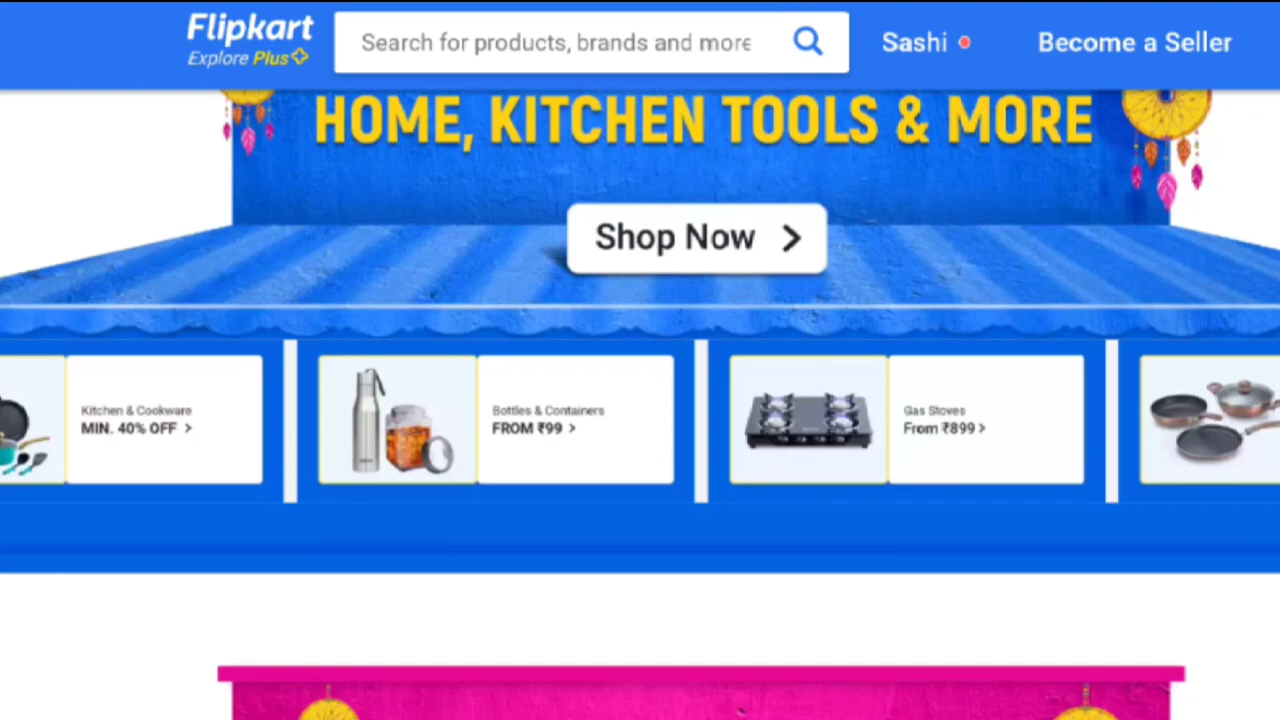 Flipkart
Explore Plus
Search for products, brands and more
Sashi
Become a Seller
HOME, KITCHEN TOOLS & MORE
Shop Now
Kitchen & Cookware
MIN. 40% OFF
Bottles & Containers
FROM ₹99
Gas Stoves
From ₹899